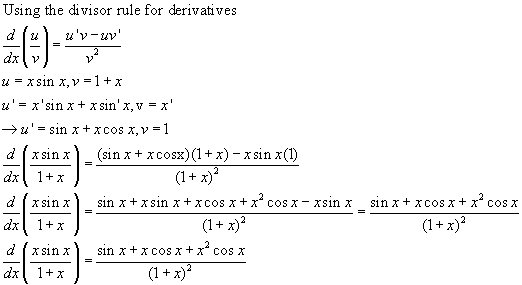 Using the divisor rule for derivatives
d/dx (u/v) = (u'v − uv')/v²
u = x sin x, v = 1 + x
u' = x' sin x + x sin' x, v = x'
→ u' = sin x + x cos x, v = 1
d/dx (x sin x/(1 + x)) = ((sin x + x cosx)(1 + x) − x sin x(1))/(1 + x)²
d/dx (x sin x/(1 + x)) = (sin x + x sin x + x cos x + x² cos x − x sin x)/(1 + x)² = (sin x + x cos x + x² cos x)/(1 + x)²
d/dx (x sin x/(1 + x)) = (sin x + x cos x + x² cos x)/(1 + x)²